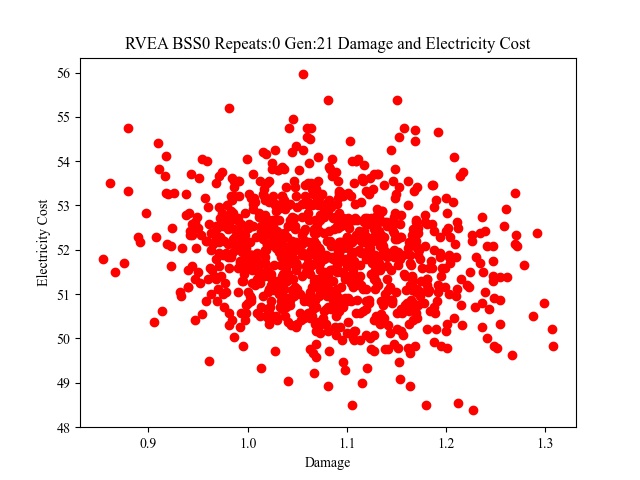 RVEA BSS0 Repeats:0 Gen:21 Damage and Electricity Cost
56
55
54
53
52
51
50
49
48
Electricity Cost
0.9 1.0 1.1 1.2 1.3
Damage